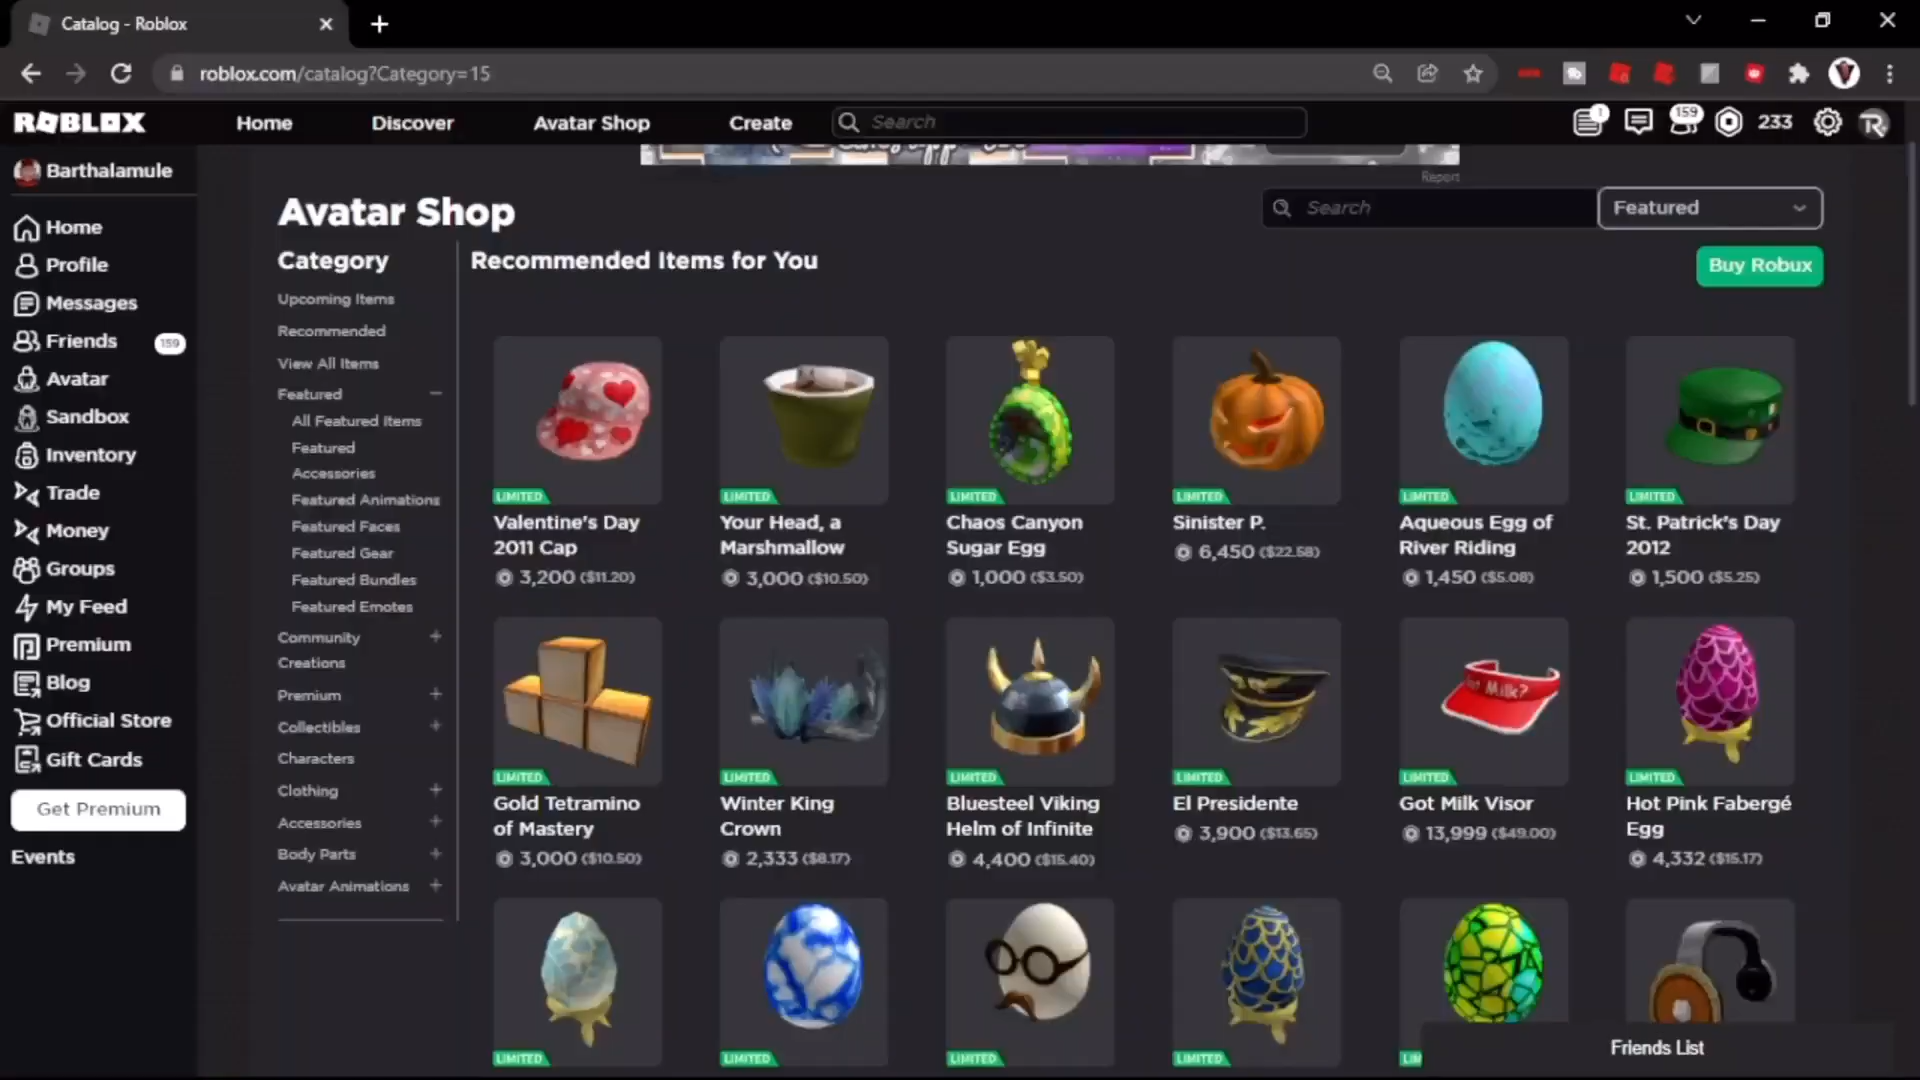 Catalog - Roblox
roblox.com/catalog?Category=15
ROBLOX
Home
Discover
Avatar Shop
Create
Search
1
159
233
Barthalamule
Home
Profile
Messages
Friends
159
Avatar
Sandbox
Inventory
Trade
Money
Groups
My Feed
Premium
Blog
Official Store
Gift Cards
Get Premium
Events
Report
Avatar Shop
Search
Featured
Category
Upcoming Items
Recommended
View All Items
Featured
All Featured Items
Featured
Accessories
Featured Animations
Featured Faces
Featured Gear
Featured Bundles
Featured Emotes
Community
Creations
Premium
Collectibles
Characters
Clothing
Accessories
Body Parts
Avatar Animations
Recommended Items for You
Buy Robux
LIMITED
Valentine's Day
2011 Cap
3,200 ($11.20)
LIMITED
Your Head, a
Marshmallow
3,000 ($10.50)
LIMITED
Chaos Canyon
Sugar Egg
1,000 ($3.50)
LIMITED
Sinister P.
6,450 ($22.58)
LIMITED
Aqueous Egg of
River Riding
1,450 ($5.08)
LIMITED
St. Patrick's Day
2012
1,500 ($5.25)
LIMITED
Gold Tetramino
of Mastery
3,000 ($10.50)
LIMITED
Winter King
Crown
2,333 ($8.17)
LIMITED
Bluesteel Viking
Helm of Infinite
4,400 ($15.40)
LIMITED
El Presidente
3,900 ($13.65)
Got Milk?
LIMITED
Got Milk Visor
13,999 ($49.00)
LIMITED
Hot Pink Fabergé
Egg
4,332 ($15.17)
LIMITED
LIMITED
LIMITED
LIMITED
LIM
Friends List